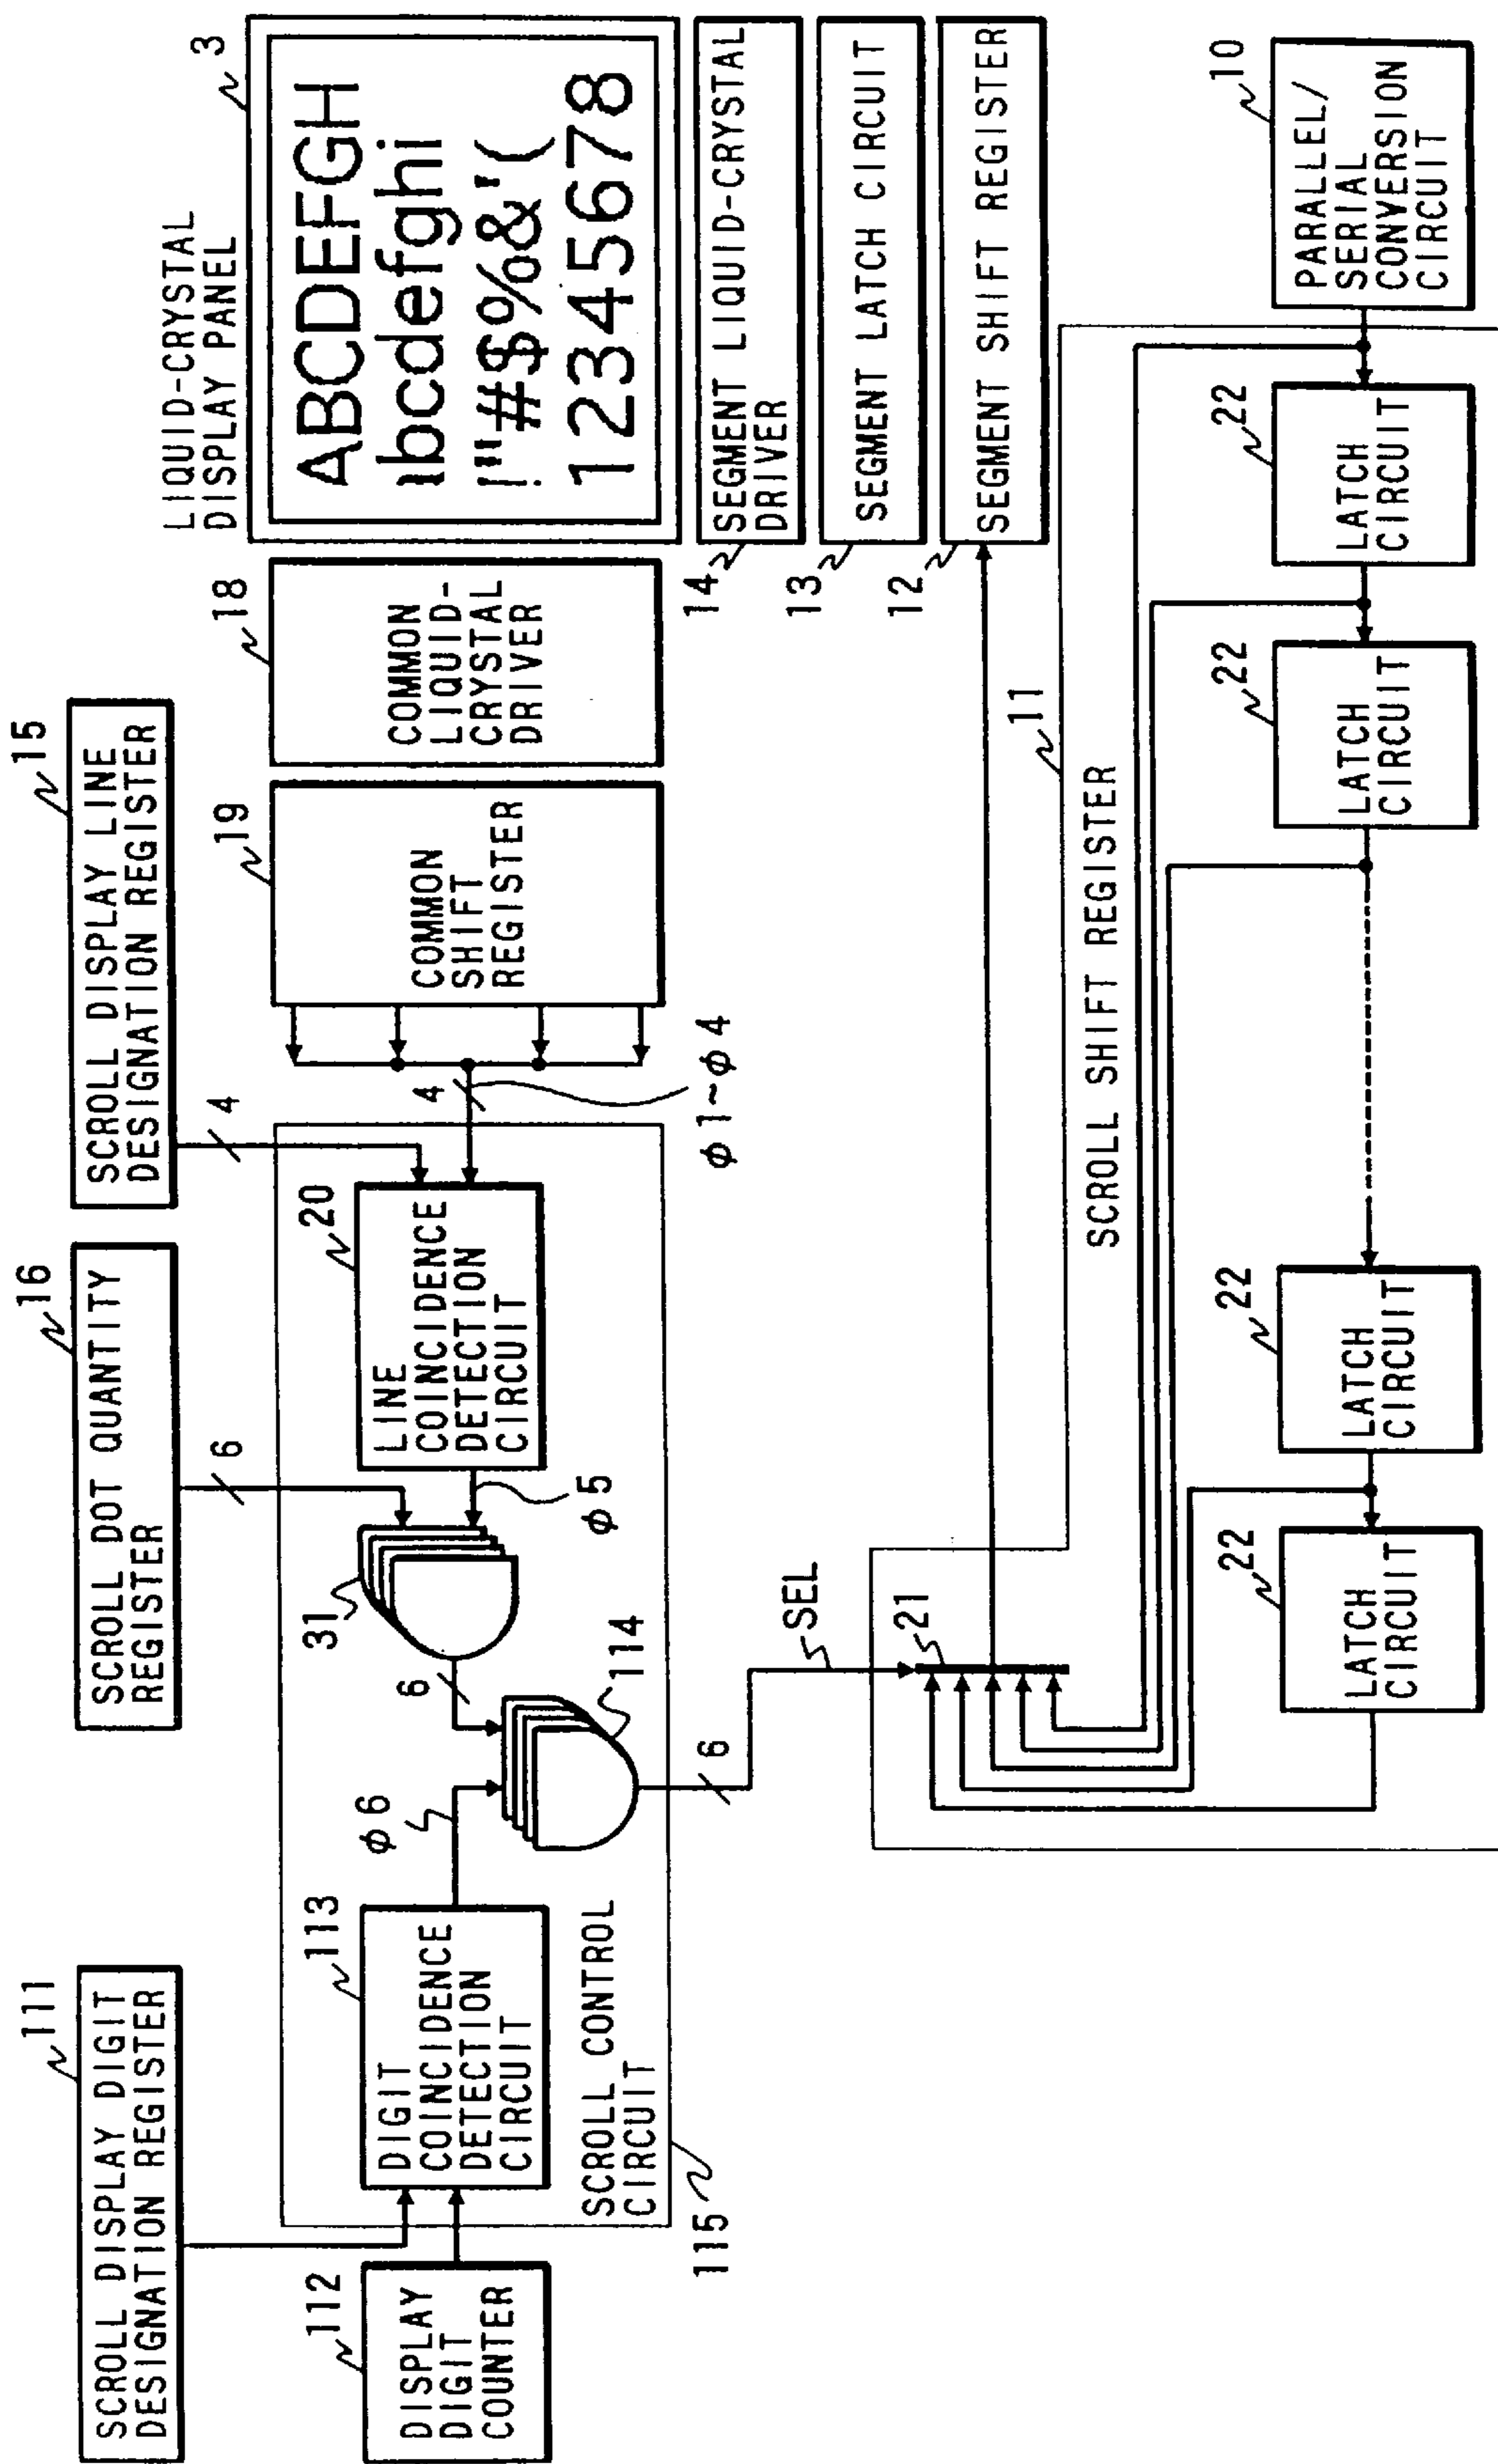 111
SCROLL DISPLAY DIGIT
DESIGNATION REGISTER
16
SCROLL DOT QUANTITY
REGISTER
15
SCROLL DISPLAY LINE
DESIGNATION REGISTER
LIQUID-CRYSTAL
DISPLAY PANEL
3
ABCDEFGH
ıbcdefghi
!"#$%&'(
12345678
112
DISPLAY
DIGIT
COUNTER
113
DIGIT
COINCIDENCE
DETECTION
CIRCUIT
φ6
31
6
6
φ5
20
LINE
COINCIDENCE
DETECTION
CIRCUIT
4
4
φ1~φ4
19
COMMON
SHIFT
REGISTER
18
COMMON
LIQUID-
CRYSTAL
DRIVER
114
6
SCROLL CONTROL
CIRCUIT
115
14
SEGMENT LIQUID-CRYSTAL
DRIVER
13
SEGMENT LATCH CIRCUIT
12
SEGMENT SHIFT REGISTER
SEL
21
11
SCROLL SHIFT REGISTER
22
LATCH
CIRCUIT
22
LATCH
CIRCUIT
22
LATCH
CIRCUIT
22
LATCH
CIRCUIT
10
PARALLEL/
SERIAL
CONVERSION
CIRCUIT